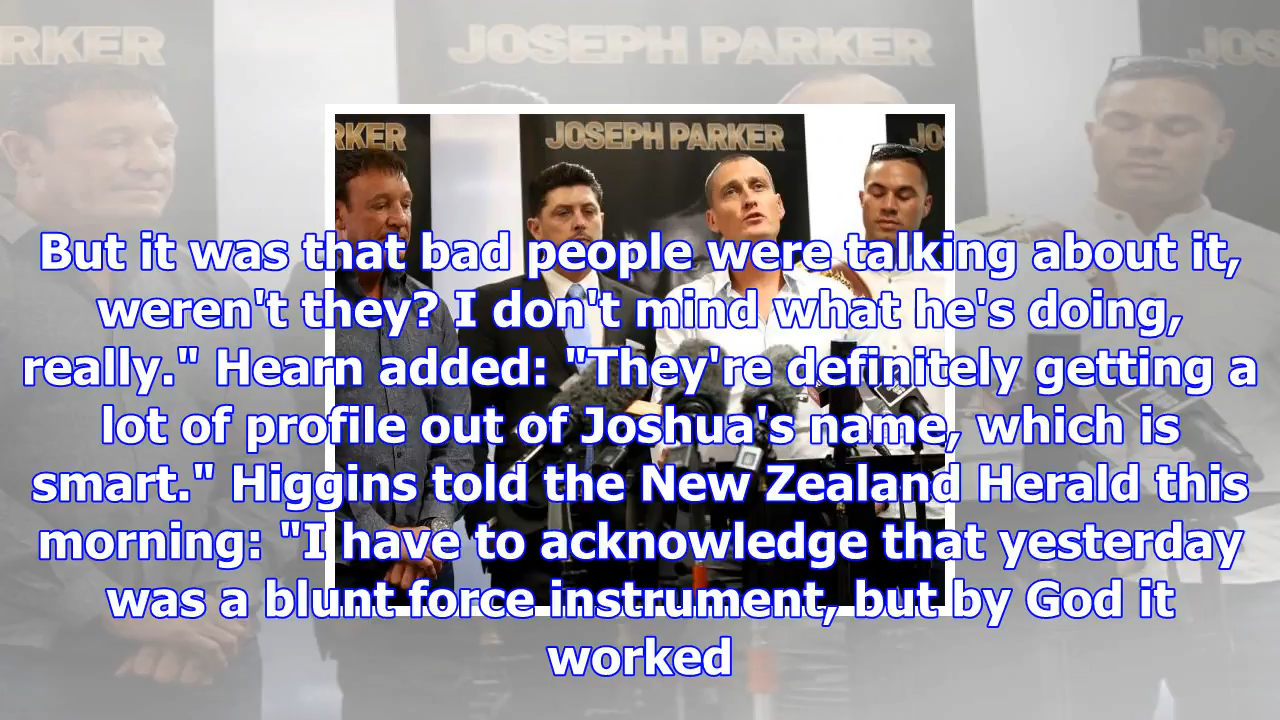 RKER JOSEPH PARKER JOS
RKER JOSEPH PARKER JO
But it was that bad people were talking about it,
weren't they? I don't mind what he's doing,
really." Hearn added: "They're definitely getting a
lot of profile out of Joshua's name, which is
smart." Higgins told the New Zealand Herald this
morning: "I have to acknowledge that yesterday
was a blunt force instrument, but by God it
worked